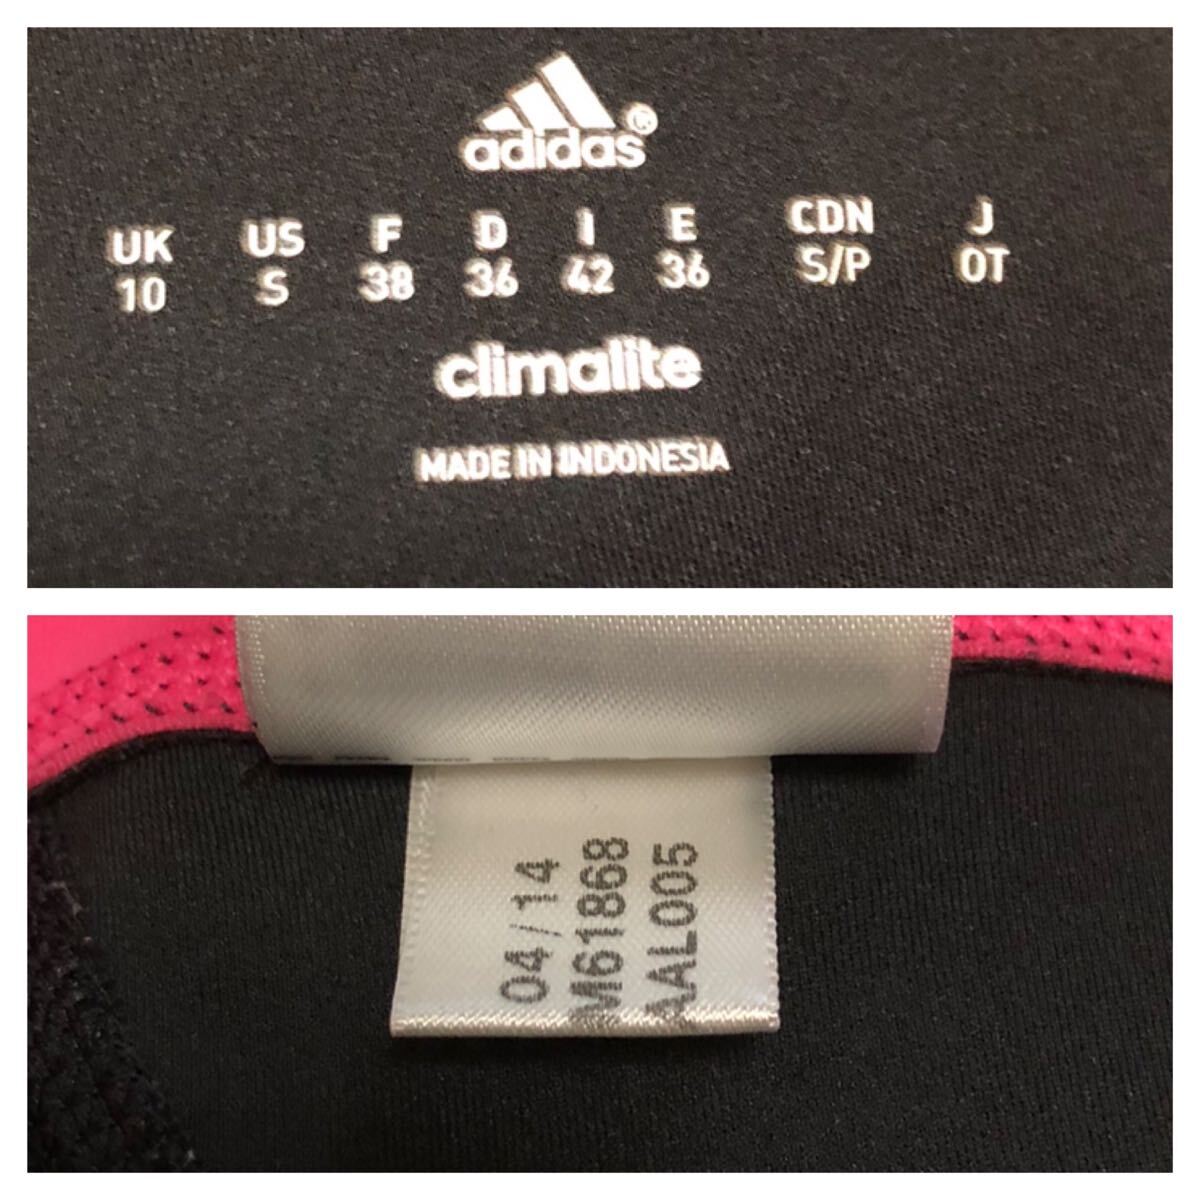 adidas®
UK US F D I E CDN J
10 S 38 36 42 36 S/P OT
climalite
MADE IN INDONESIA
04/14
M61868
AAL005